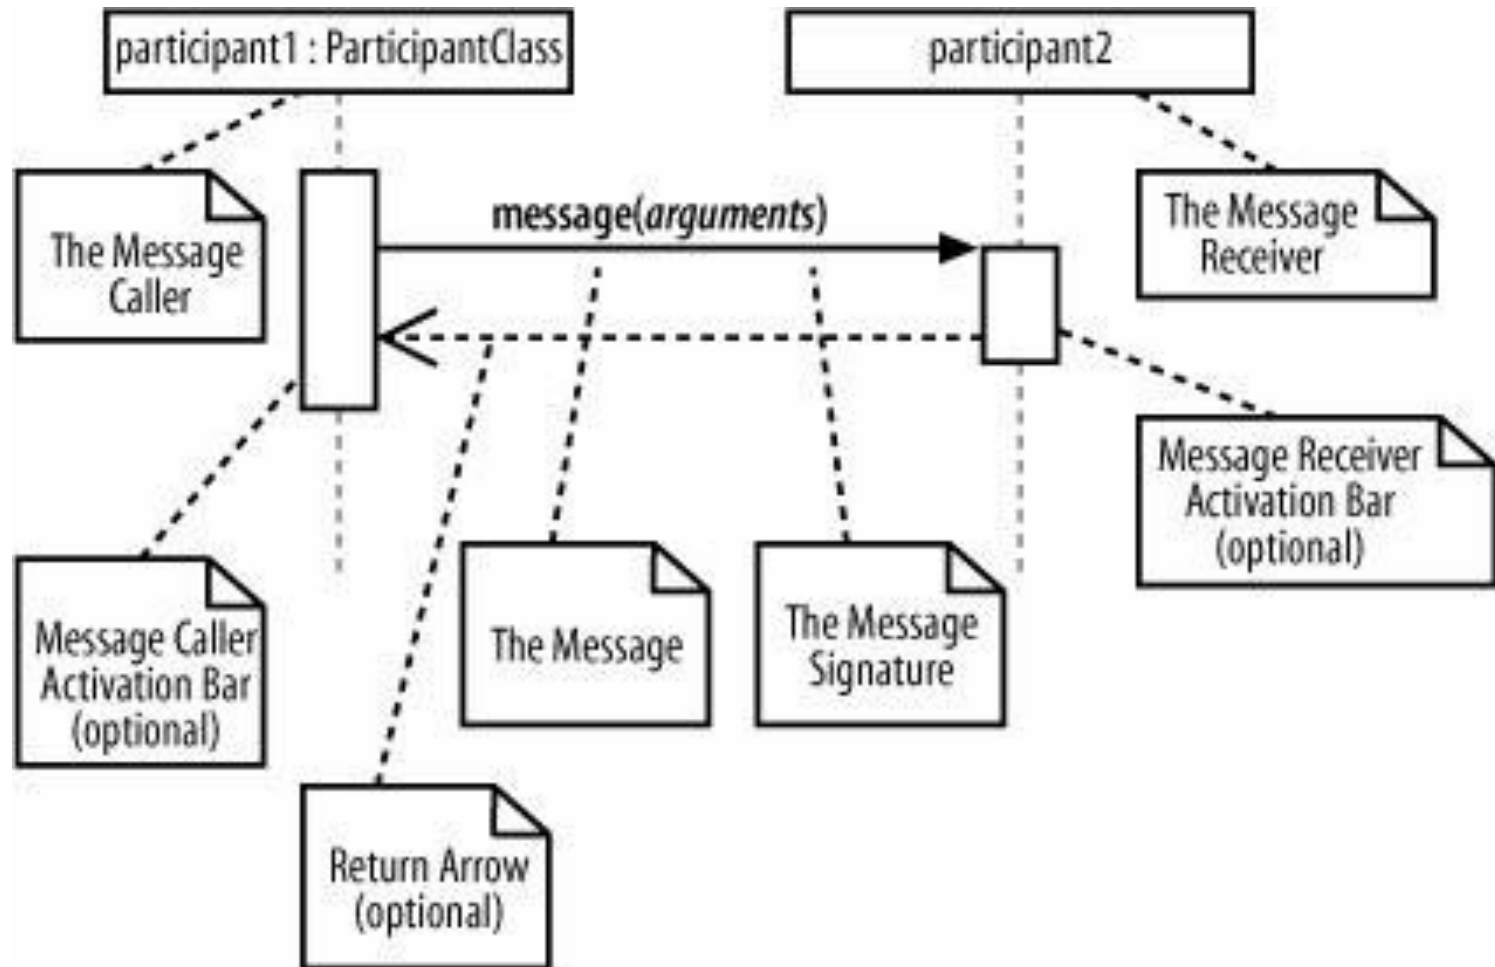 participant1 : ParticipantClass
participant2
The Message
Caller
message(arguments)
The Message
Receiver
Message Receiver
Activation Bar
(optional)
Message Caller
Activation Bar
(optional)
The Message
The Message
Signature
Return Arrow
(optional)